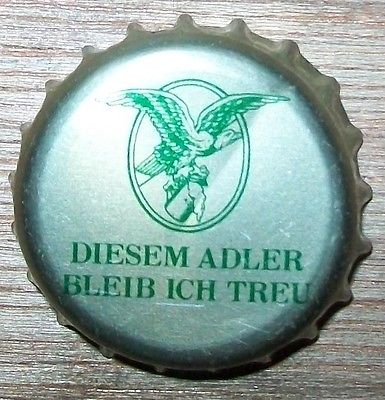 DIESEM ADLER
BLEIB ICH TREU